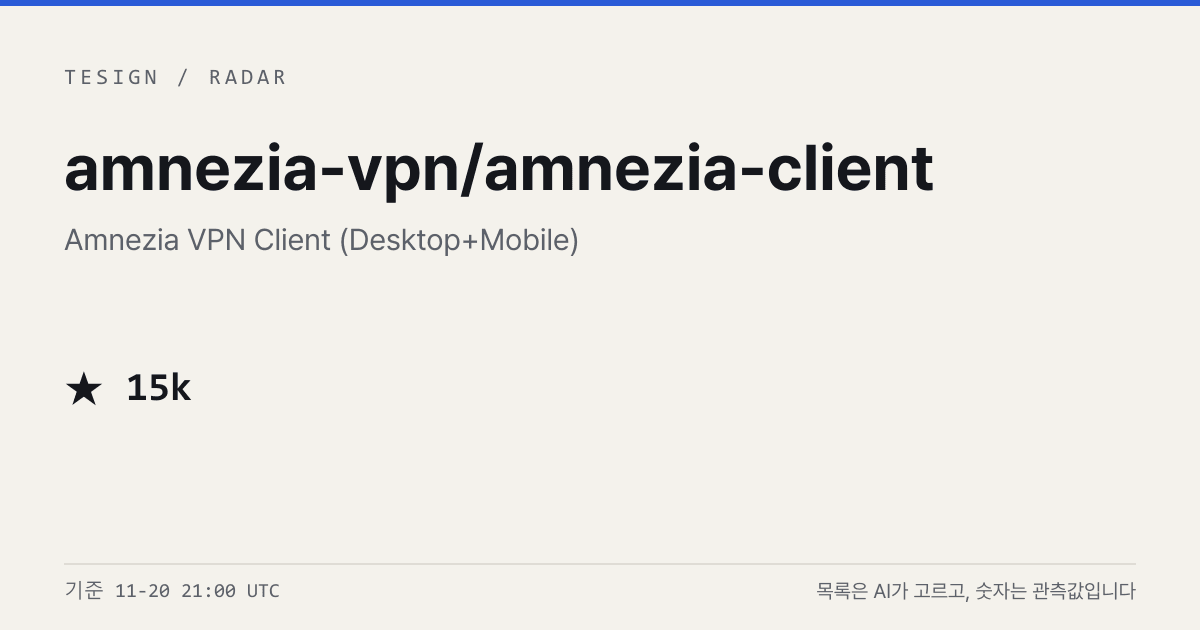 TESIGN / RADAR
amnezia-vpn/amnezia-client
Amnezia VPN Client (Desktop+Mobile)
★ 15k
기준 11-20 21:00 UTC
목록은 AI가 고르고, 숫자는 관측값입니다